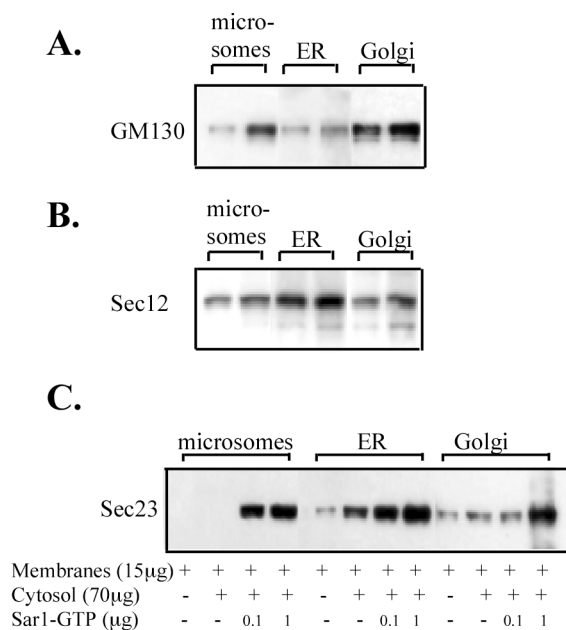 A.
micro-
somes ER Golgi
GM130
B.
micro-
somes ER Golgi
Sec12
C.
microsomes ER Golgi
Sec23
Membranes (15µg) + + + + + + + + + + + +
Cytosol (70µg) - + + + - + + + - + + +
Sar1-GTP (µg) - - 0.1 1 - - 0.1 1 - - 0.1 1